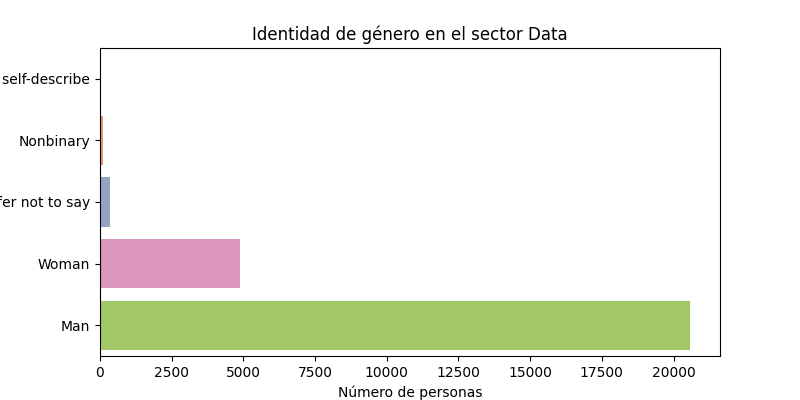 Identidad de género en el sector Data
self-describe
Nonbinary
fer not to say
Woman
Man
0 2500 5000 7500 10000 12500 15000 17500 20000
Número de personas